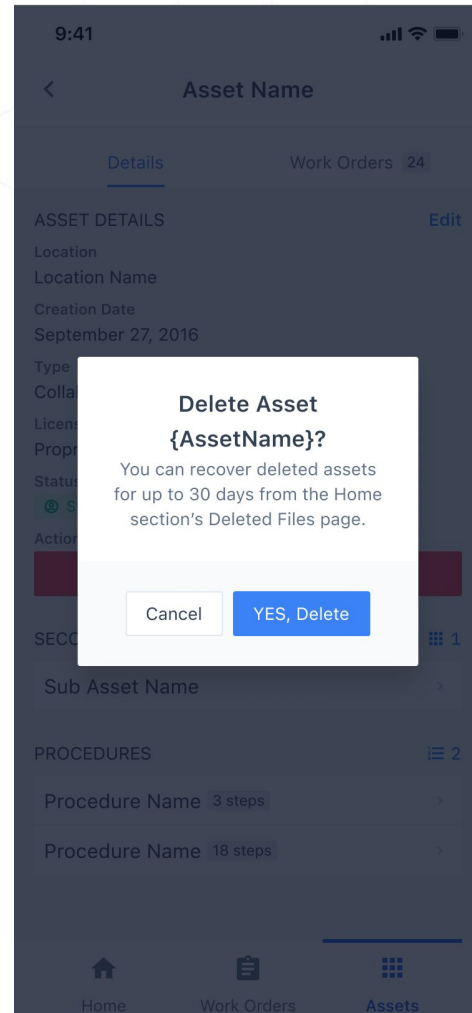 9:41
Asset Name
Details
Work Orders 24
ASSET DETAILS
Edit
Location
Location Name
Creation Date
September 27, 2016
Type
Delete Asset
{AssetName}?
You can recover deleted assets
for up to 30 days from the Home
section's Deleted Files page.
Cancel
YES, Delete
1
Sub Asset Name
PROCEDURES
2
Procedure Name 3 steps
Procedure Name 18 steps
Home
Work Orders
Assets